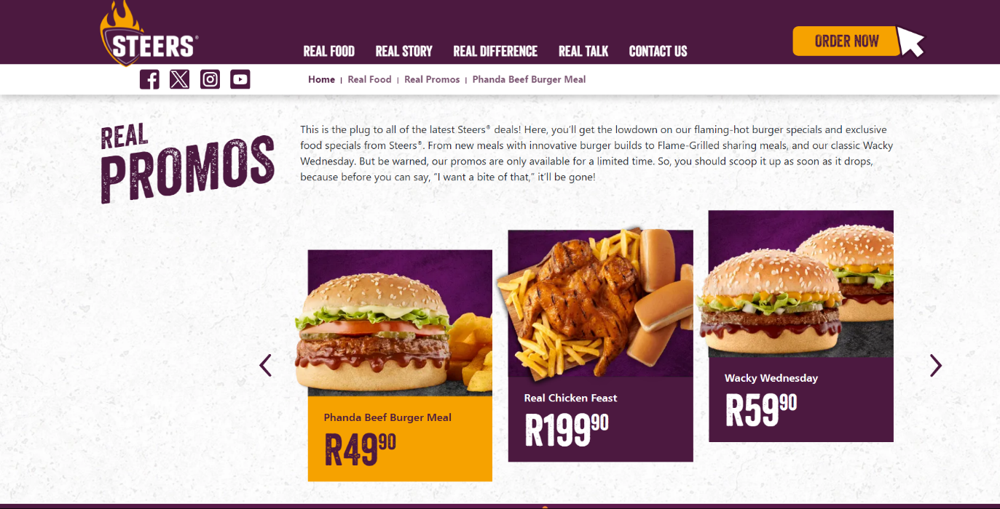 STEERS®
REAL FOOD
REAL STORY
REAL DIFFERENCE
REAL TALK
CONTACT US
ORDER NOW
Home | Real Food | Real Promos | Phanda Beef Burger Meal
REAL
PROMOS
This is the plug to all of the latest Steers® deals! Here, you'll get the lowdown on our flaming-hot burger specials and exclusive
food specials from Steers®. From new meals with innovative burger builds to Flame-Grilled sharing meals, and our classic Wacky
Wednesday. But be warned, our promos are only available for a limited time. So, you should scoop it up as soon as it drops,
because before you can say, "I want a bite of that," it'll be gone!
Phanda Beef Burger Meal
R4990
Real Chicken Feast
R19990
Wacky Wednesday
R5990